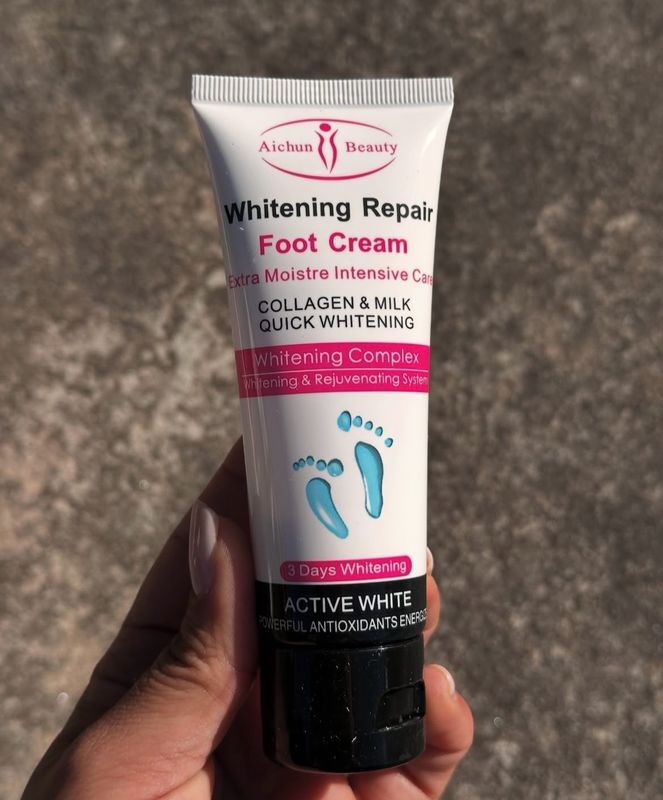 Aichun Beauty
Whitening Repair
Foot Cream
Extra Moistre Intensive Care
COLLAGEN & MILK
QUICK WHITENING
Whitening Complex
Whitening & Rejuvenating System
3 Days Whitening
ACTIVE WHITE
POWERFUL ANTIOXIDANTS